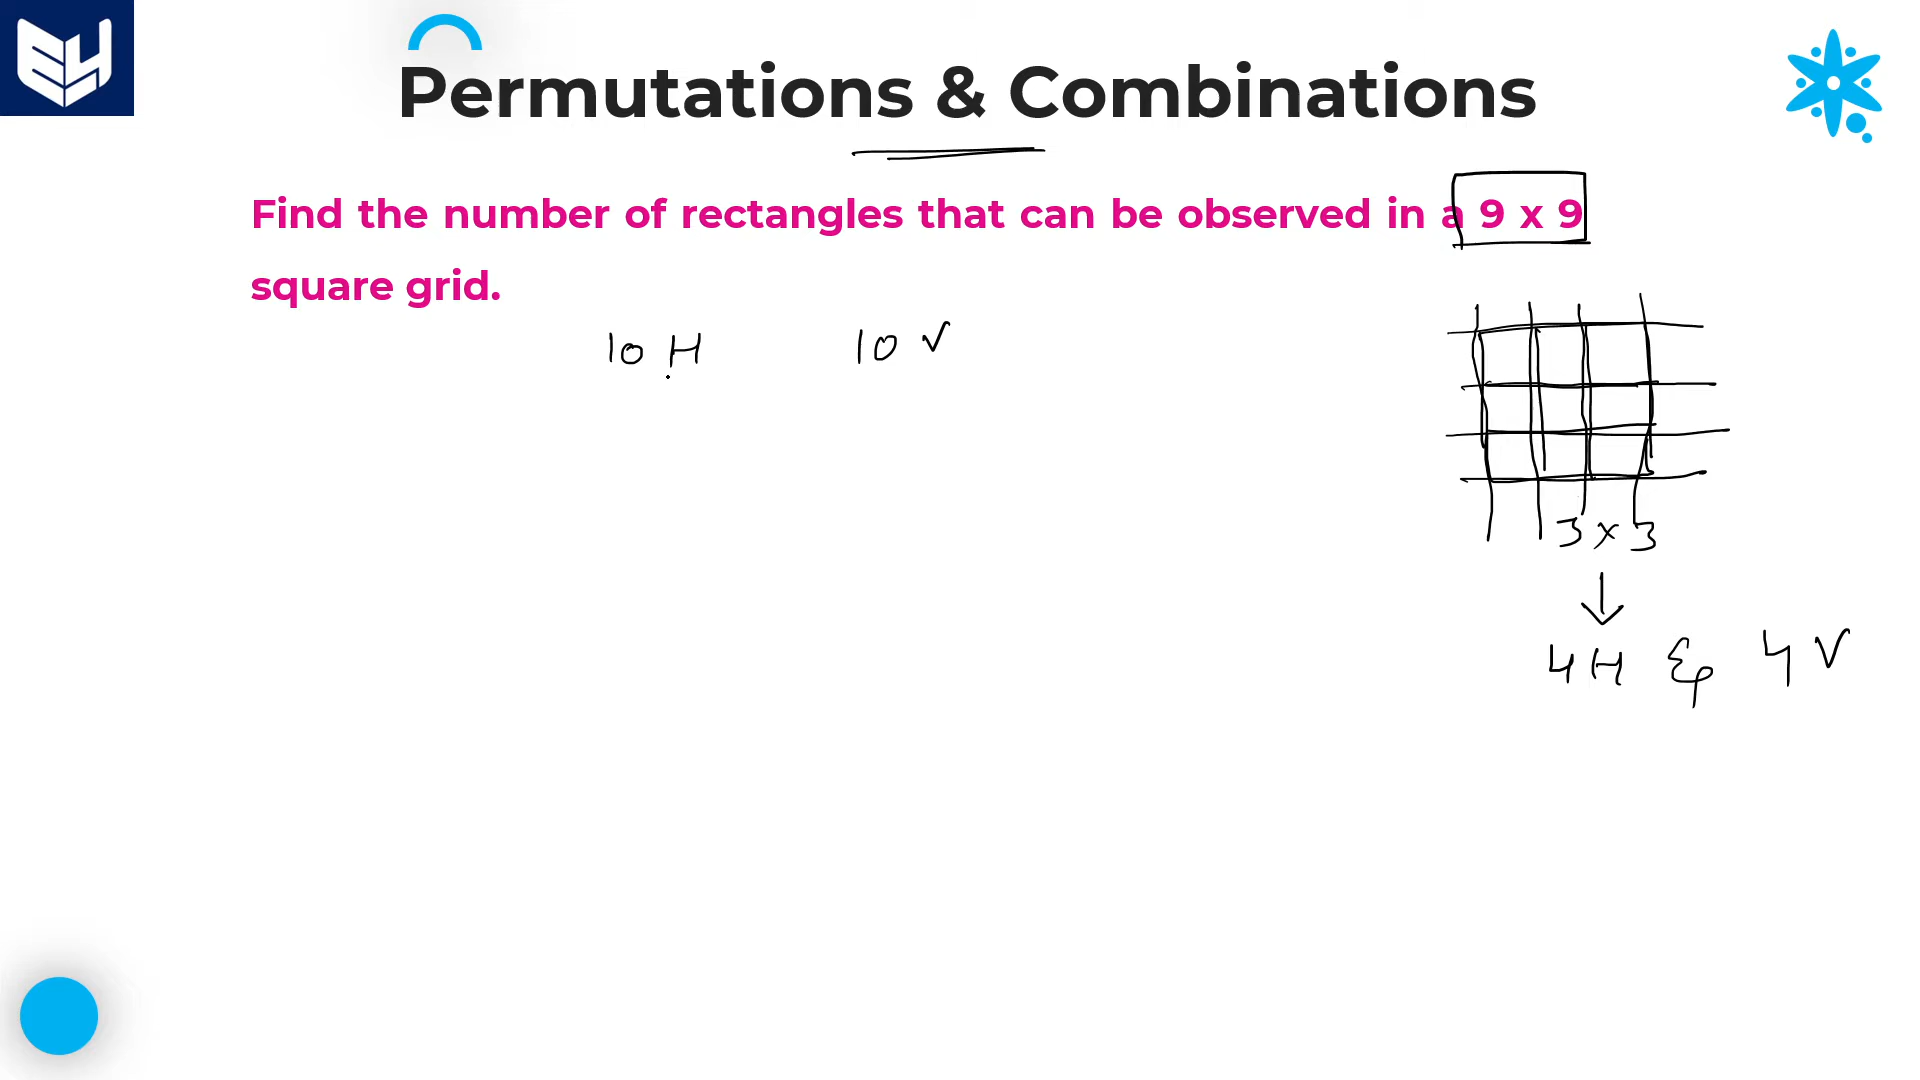 Permutations & Combinations
Find the number of rectangles that can be observed in a 9 x 9
square grid.
10 H 10 V
3 x 3
4 H & 4 V